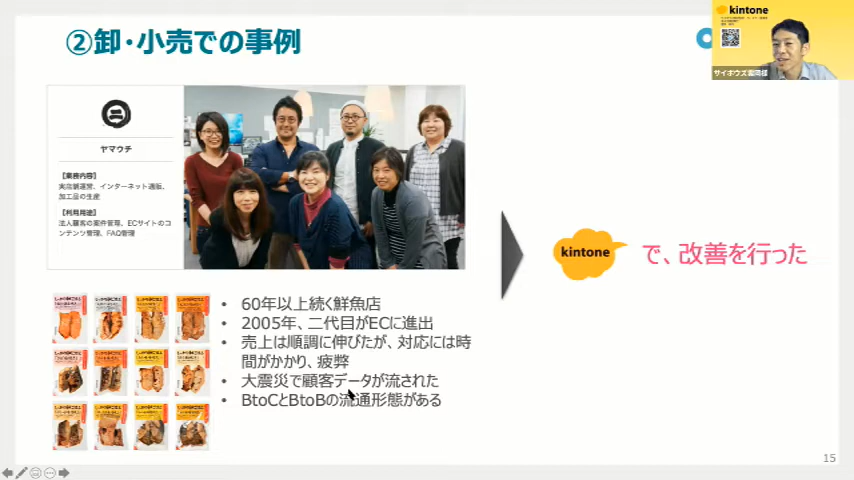 ②卸・小売での事例
kintone
ヤマウチ
【業務内容】
実店舗運営、インターネット通販、
加工品の生産
【利用用途】
法人顧客の案件管理、ECサイトのコ
ンテンツ管理、FAQ管理
kintone
で、改善を行った
• 60年以上続く鮮魚店
• 2005年、二代目がECに進出
• 売上は順調に伸びたが、対応には時
間がかかり、疲弊
• 大震災で顧客データが流された
• BtoCとBtoBの流通形態がある
15